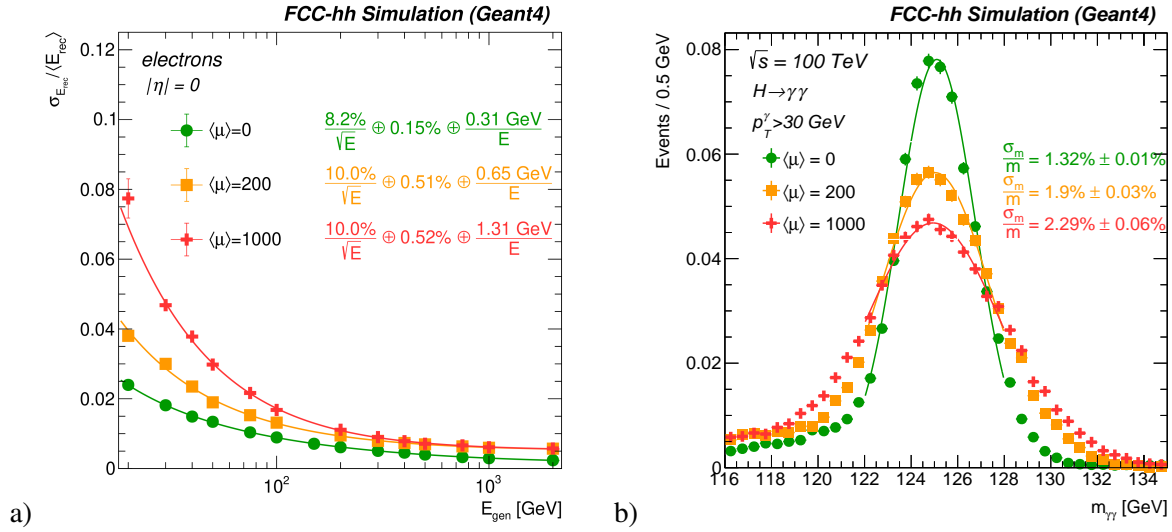 FCC-hh Simulation (Geant4)
σ_{E_rec}/⟨E_rec⟩
0.12
0.1
0.08
0.06
0.04
0.02
0
electrons
|η| = 0
⟨μ⟩=0 8.2%/√E ⊕ 0.15% ⊕ 0.31 GeV/E
⟨μ⟩=200 10.0%/√E ⊕ 0.51% ⊕ 0.65 GeV/E
⟨μ⟩=1000 10.0%/√E ⊕ 0.52% ⊕ 1.31 GeV/E
10² 10³
E_gen [GeV]
a)
FCC-hh Simulation (Geant4)
Events / 0.5 GeV
0.08
0.06
0.04
0.02
0
√s = 100 TeV
H→γγ
p_T^γ>30 GeV
⟨μ⟩ = 0 σ_m/m = 1.32% ± 0.01%
⟨μ⟩ = 200 σ_m/m = 1.9% ± 0.03%
⟨μ⟩ = 1000 σ_m/m = 2.29% ± 0.06%
116 118 120 122 124 126 128 130 132 134
m_γγ [GeV]
b)